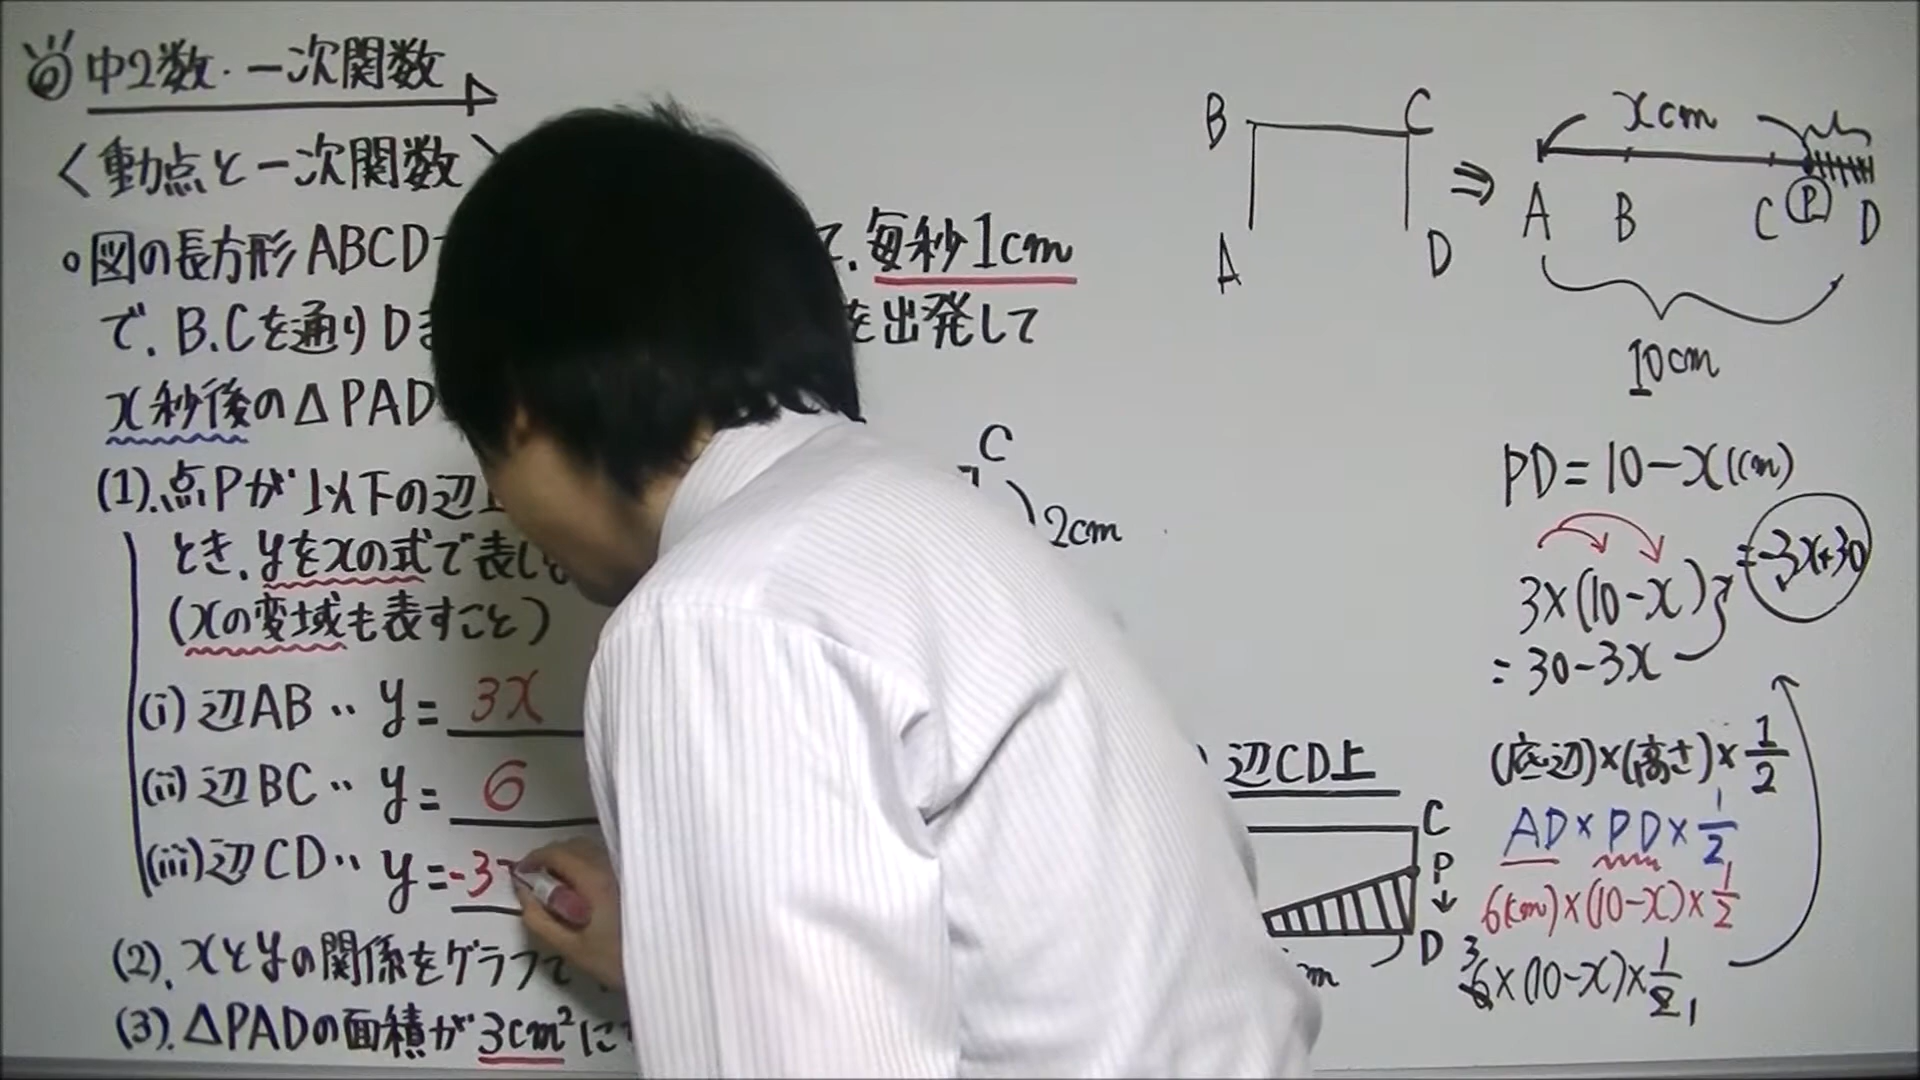 中2数・一次関数
<動点と一次関数
図の長方形ABCD
て、毎秒1cm
で、B.Cを通りD
を出発して
x秒後の△PAD
(1).点Pが以下の辺
とき、yをxの式で表し
(xの変域も表すこと)
(i)辺AB‥y=3x
(ii)辺BC‥y=6
(iii)辺CD‥y=-3
(2).xとyの関係をグラフ
(3).△PADの面積が3cm²に
C
2cm
B C
A D
⇒
xcm
A B C P D
10cm
PD=10-x(cm)
3×(10-x)=-3x+30
=30-3x
(底辺)×(高さ)×1/2
AD×PD×1/2
6(cm)×(10-x)×1/2
3
6×(10-x)×1/2
1
辺CD上
C
P
↓
D
m